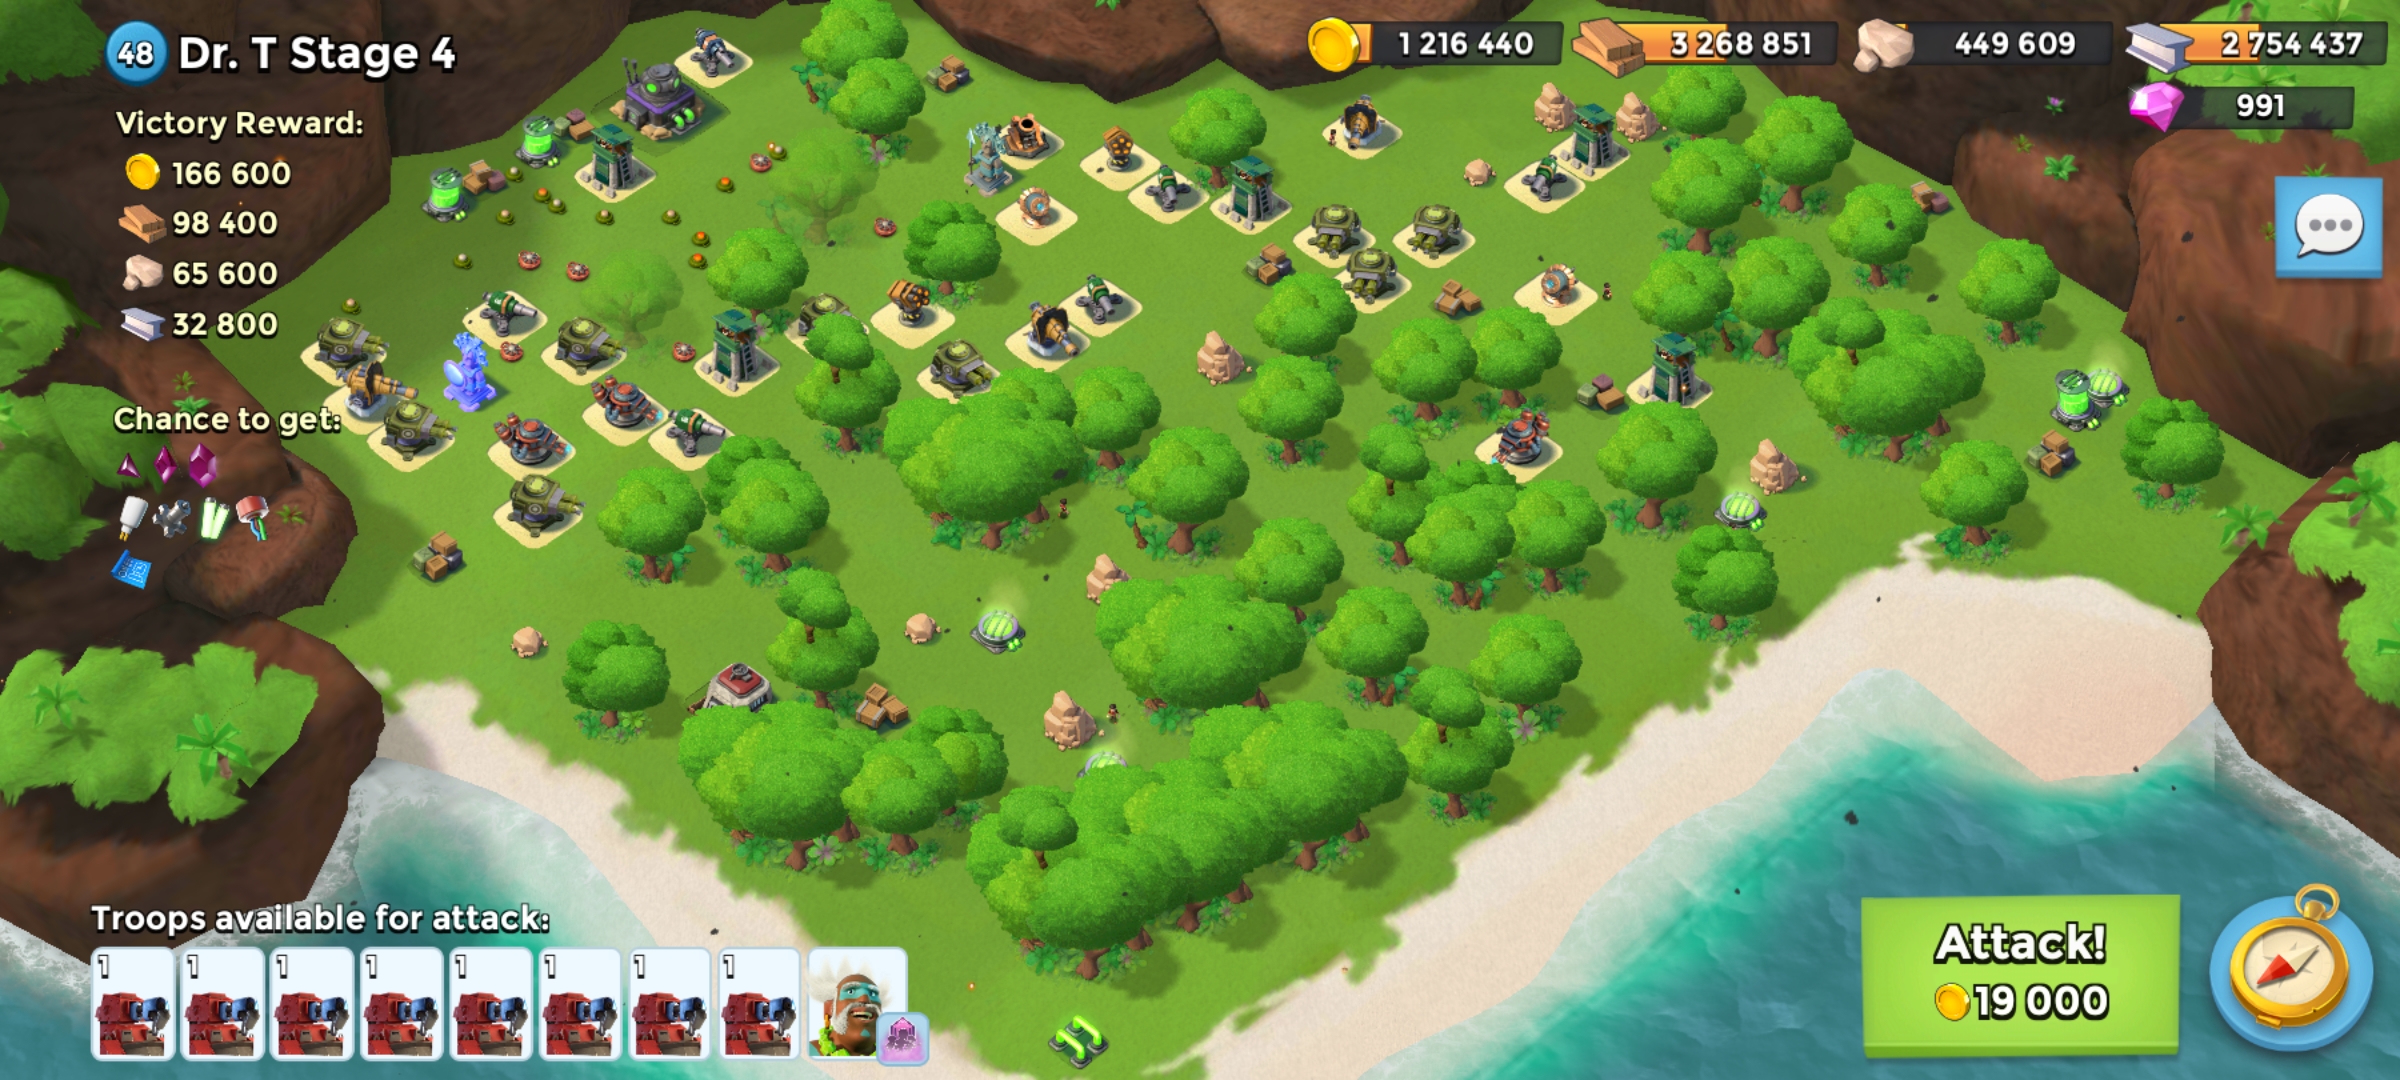 48 Dr. T Stage 4
1 216 440
3 268 851
449 609
2 754 437
991
Victory Reward:
166 600
98 400
65 600
32 800
Chance to get:
Troops available for attack:
1 1 1 1 1 1 1 1
Attack!
19 000